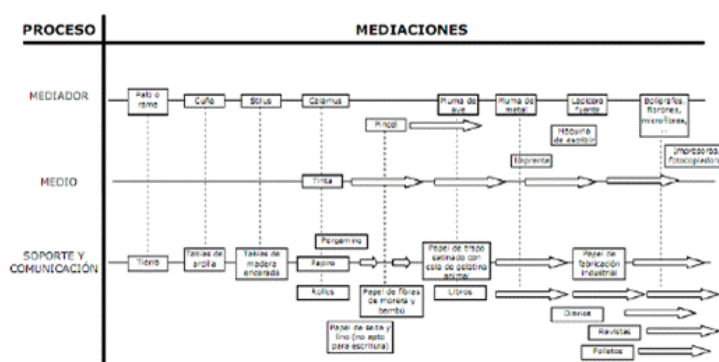 PROCESO
MEDIACIONES
MEDIADOR
Palo o
rama
Cuña
Stilus
Calamus
Pluma de
ave
Pluma de
metal
Lapicera
fuente
Bolígrafos,
fibrones,
microfibras,
...
Pincel
Máquina
de escribir
Imprenta
Impresoras,
fotocopiadora
MEDIO
Tinta
SOPORTE Y
COMUNICACIÓN
Tierra
Tablas de
arcilla
Tablas de
madera
encerada
Pergamino
Papiro
Rollos
Papel de fibras
de morera y
bambú
Papel de seda y
lino (no apto
para escritura)
Papel de trapo
satinado con
cola de gelatina
animal
Libros
Papel de
fabricación
industrial
Diarios
Revistas
Folletos